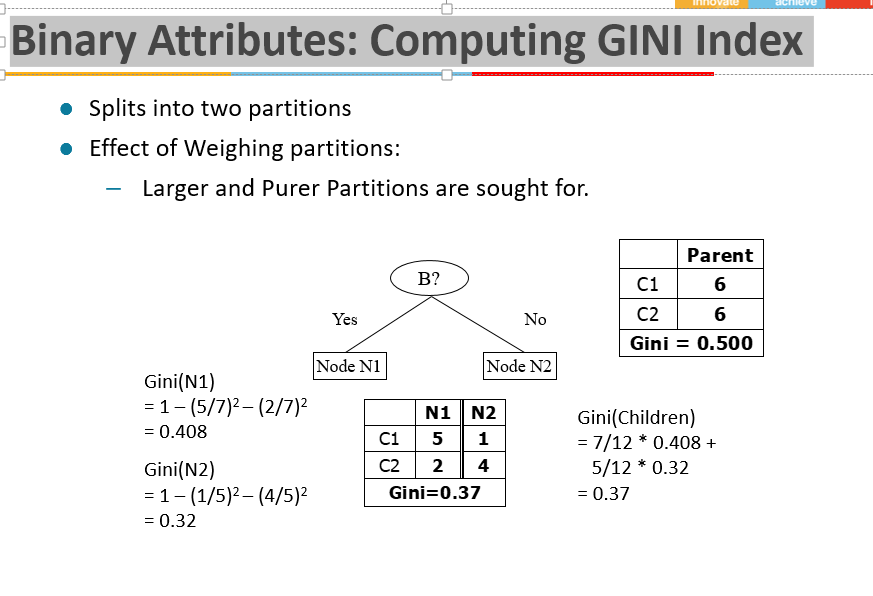 innovate achieve
Binary Attributes: Computing GINI Index
Splits into two partitions
Effect of Weighing partitions:
– Larger and Purer Partitions are sought for.
B?
Yes No
Node N1 Node N2
Parent
C1 6
C2 6
Gini = 0.500
Gini(N1)
= 1 – (5/7)² – (2/7)²
= 0.408
Gini(N2)
= 1 – (1/5)² – (4/5)²
= 0.32
N1 N2
C1 5 1
C2 2 4
Gini=0.37
Gini(Children)
= 7/12 * 0.408 +
5/12 * 0.32
= 0.37